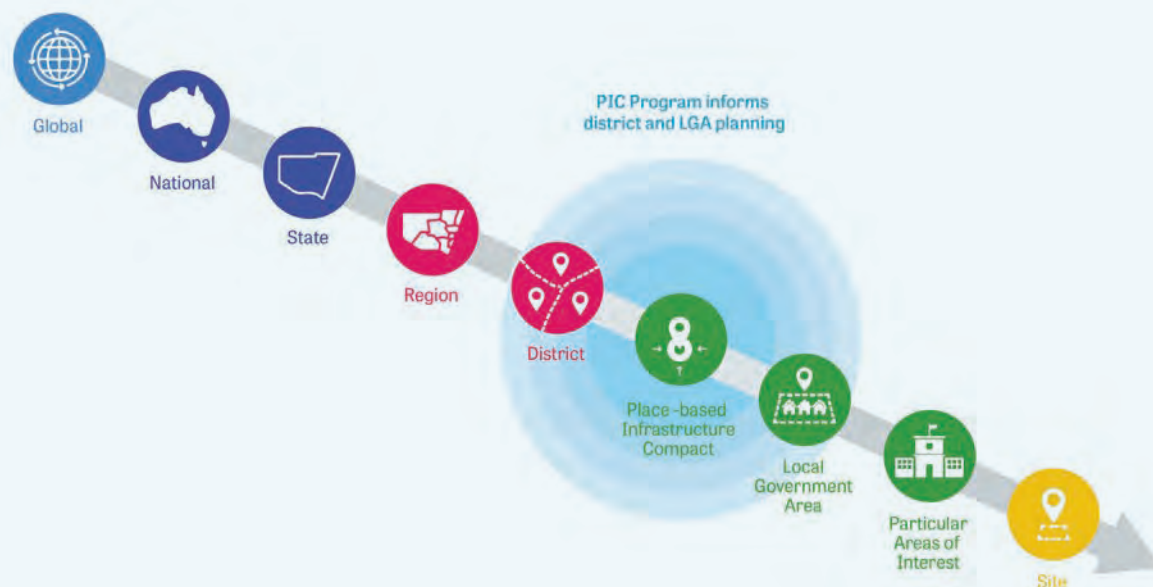 Global
National
State
Region
District
PIC Program informs
district and LGA planning
Place-based
Infrastructure
Compact
Local
Government
Area
Particular
Areas of
Interest
Site